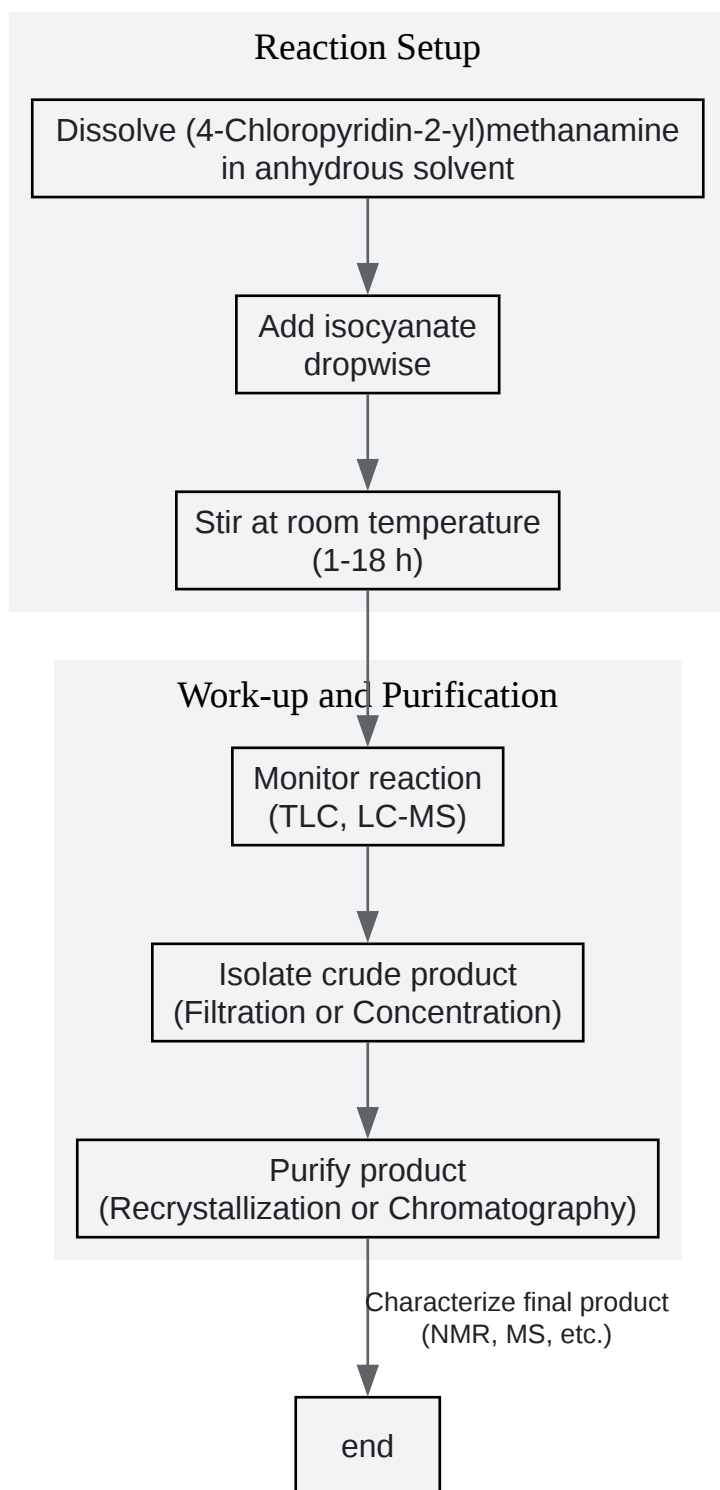 Reaction Setup
Dissolve (4-Chloropyridin-2-yl)methanamine
in anhydrous solvent
Add isocyanate
dropwise
Stir at room temperature
(1-18 h)
Work-up and Purification
Monitor reaction
(TLC, LC-MS)
Isolate crude product
(Filtration or Concentration)
Purify product
(Recrystallization or Chromatography)
Characterize final product
(NMR, MS, etc.)
end